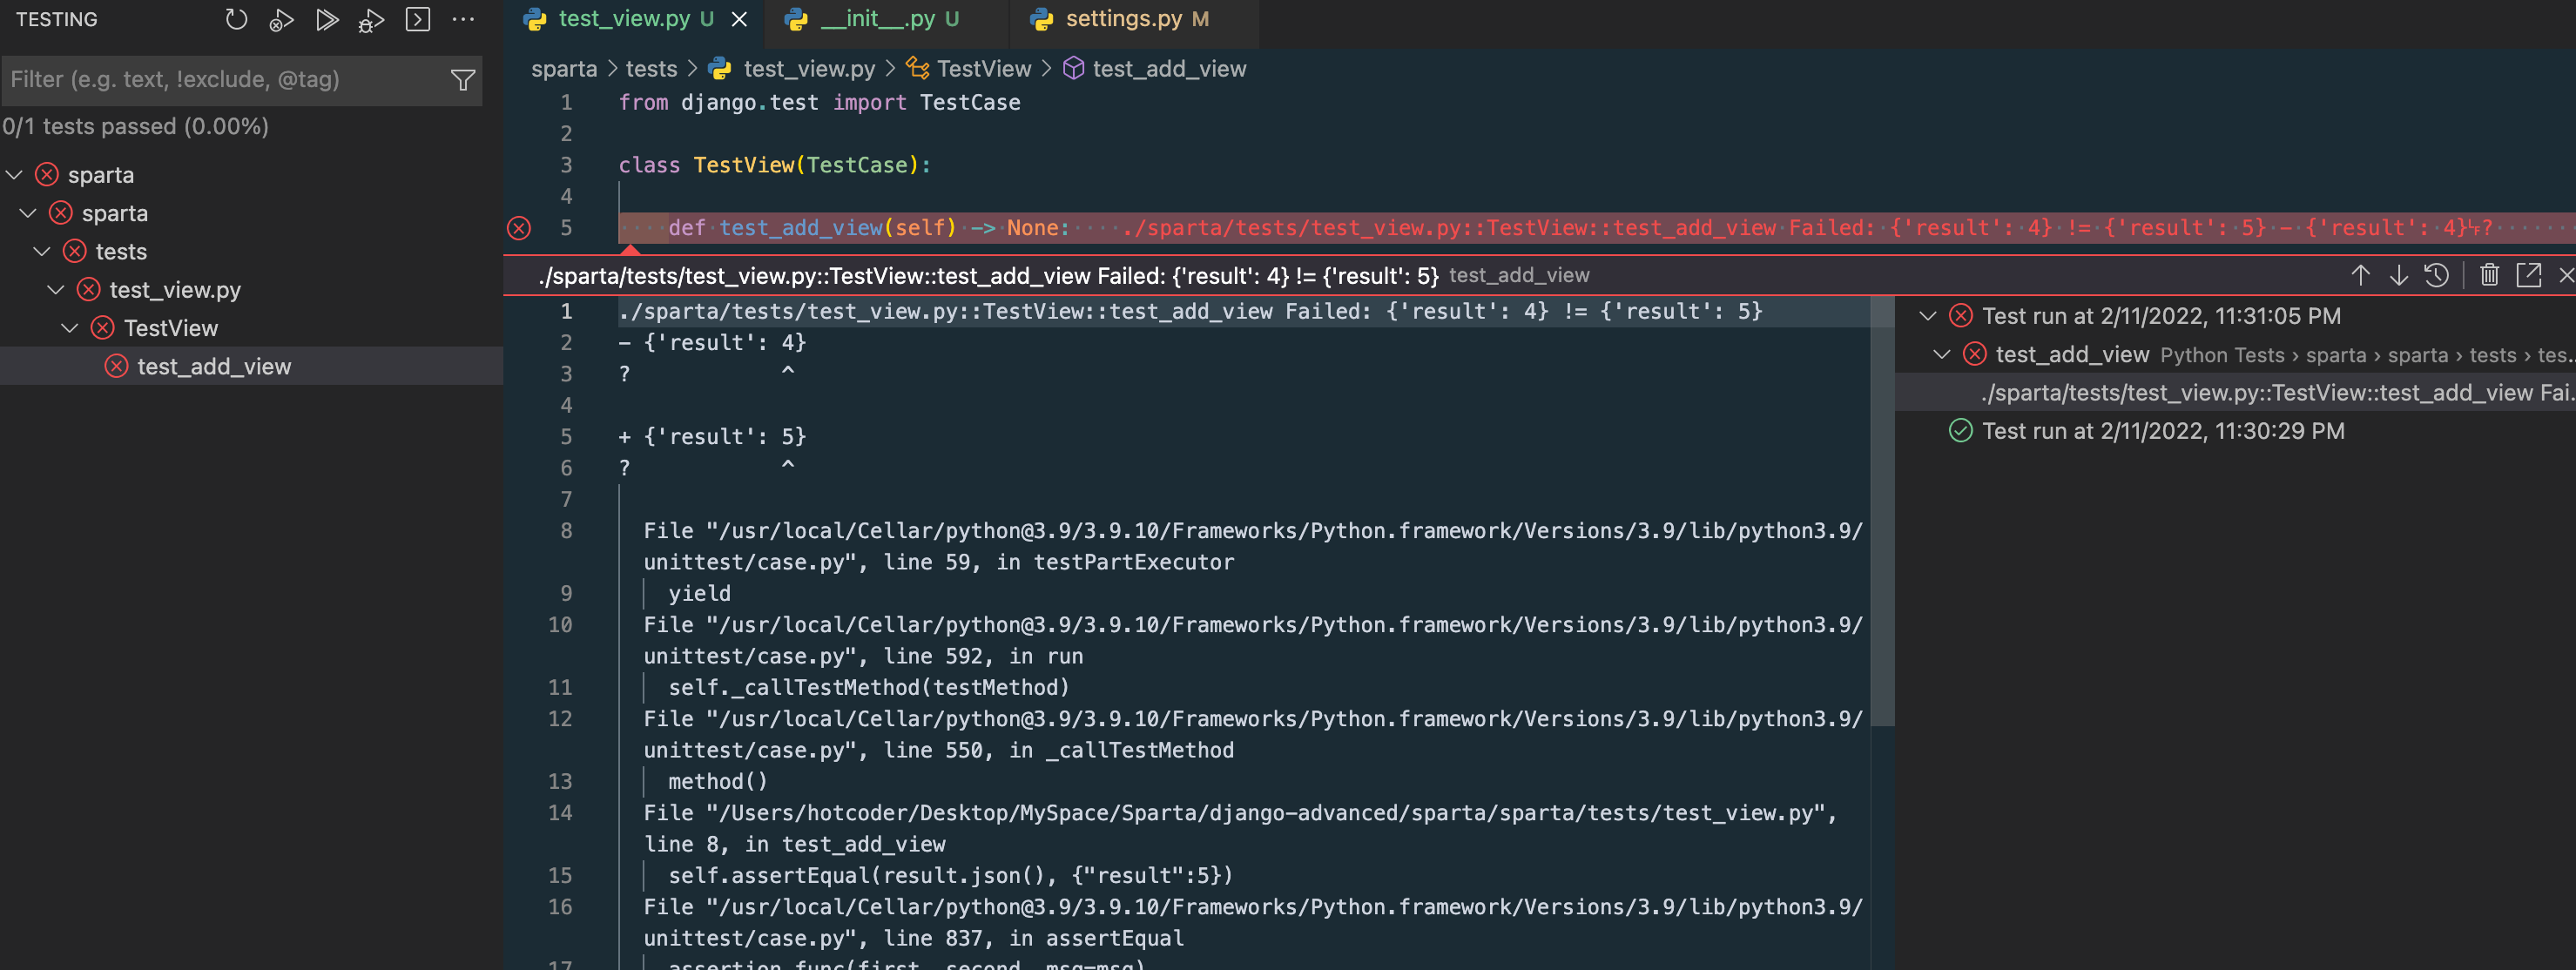 TESTING
Filter (e.g. text, !exclude, @tag)
0/1 tests passed (0.00%)
sparta
sparta
tests
test_view.py
TestView
test_add_view
test_view.py U
__init__.py U
settings.py M
sparta > tests > test_view.py > TestView > test_add_view
1 from django.test import TestCase
2
3 class TestView(TestCase):
4
5 ····def·test_add_view(self)·->·None:····./sparta/tests/test_view.py::TestView::test_add_view Failed:·{'result':·4}·!=·{'result':·5}·-·{'result':·4}␊?
./sparta/tests/test_view.py::TestView::test_add_view Failed: {'result': 4} != {'result': 5} test_add_view
1 ./sparta/tests/test_view.py::TestView::test_add_view Failed: {'result': 4} != {'result': 5}
2 - {'result': 4}
3 ?            ^
4
5 + {'result': 5}
6 ?            ^
7
8 File "/usr/local/Cellar/python@3.9/3.9.10/Frameworks/Python.framework/Versions/3.9/lib/python3.9/
unittest/case.py", line 59, in testPartExecutor
9 yield
10 File "/usr/local/Cellar/python@3.9/3.9.10/Frameworks/Python.framework/Versions/3.9/lib/python3.9/
unittest/case.py", line 592, in run
11 self._callTestMethod(testMethod)
12 File "/usr/local/Cellar/python@3.9/3.9.10/Frameworks/Python.framework/Versions/3.9/lib/python3.9/
unittest/case.py", line 550, in _callTestMethod
13 method()
14 File "/Users/hotcoder/Desktop/MySpace/Sparta/django-advanced/sparta/sparta/tests/test_view.py",
line 8, in test_add_view
15 self.assertEqual(result.json(), {"result":5})
16 File "/usr/local/Cellar/python@3.9/3.9.10/Frameworks/Python.framework/Versions/3.9/lib/python3.9/
unittest/case.py", line 837, in assertEqual
17 assertion_func(first, second, msg=msg)
Test run at 2/11/2022, 11:31:05 PM
test_add_view Python Tests › sparta › sparta › tests › tes...
./sparta/tests/test_view.py::TestView::test_add_view Fai...
Test run at 2/11/2022, 11:30:29 PM